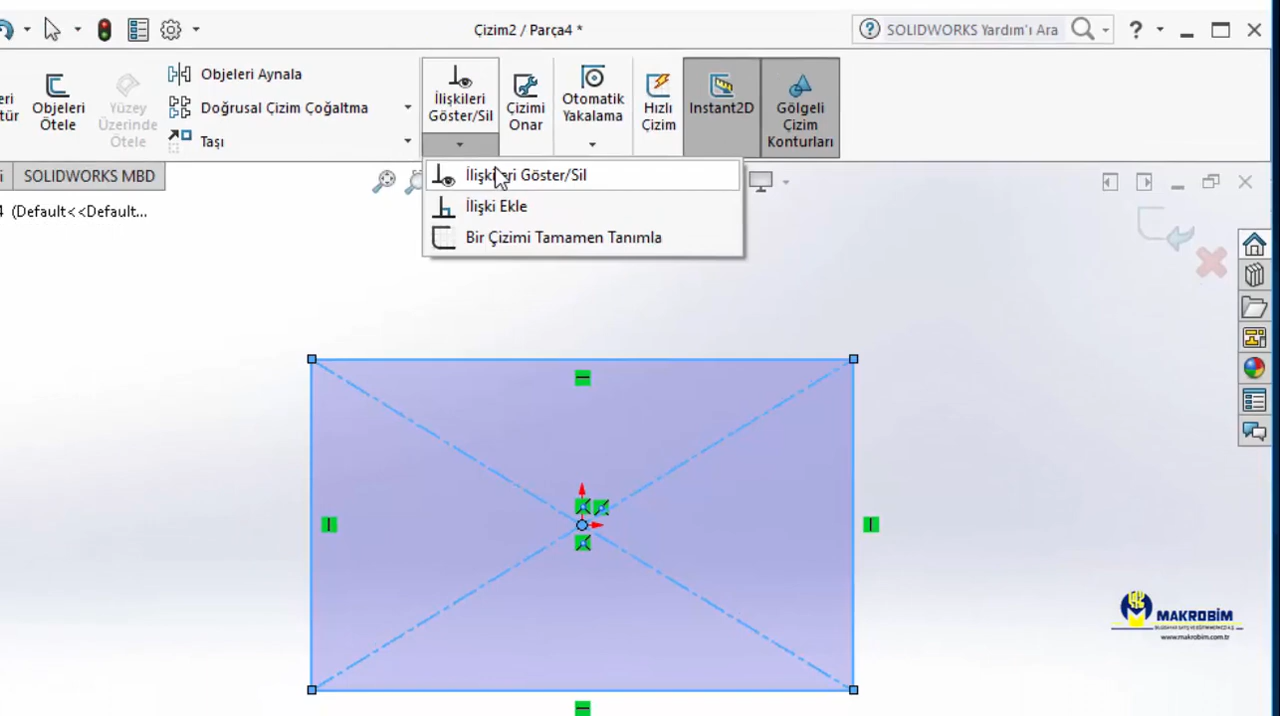 Çizim2 / Parça4 *
SOLIDWORKS Yardım'ı Ara
?
eri
tür
Objeleri
Ötele
Yüzey
Üzerinde
Ötele
Objeleri Aynala
Doğrusal Çizim Çoğaltma
Taşı
İlişkileri
Göster/Sil
Çizimi
Onar
Otomatik
Yakalama
Hızlı
Çizim
Instant2D
Gölgeli
Çizim
Konturları
İlişkileri Göster/Sil
İlişki Ekle
Bir Çizimi Tamamen Tanımla
i
SOLIDWORKS MBD
4 (Default<<Default...
MAKROBİM
www.makrobim.com.tr